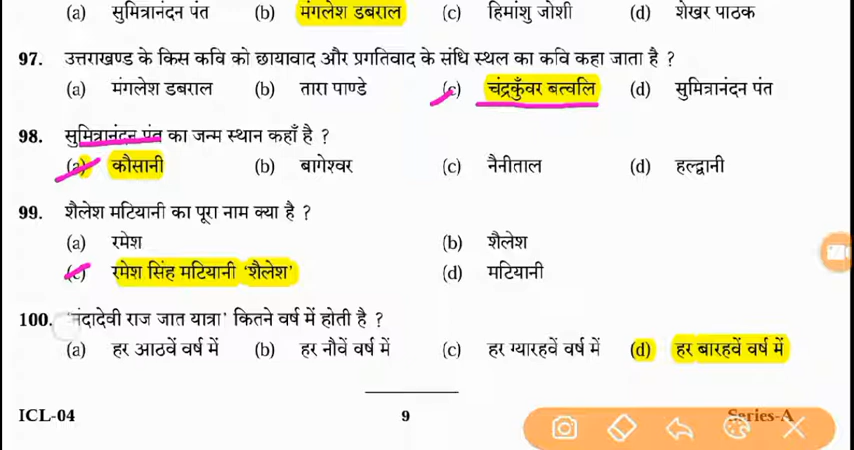 (a) सुमित्रानंदन पंत (b) मंगलेश डबराल (c) हिमांशु जोशी (d) शेखर पाठक
97. उत्तराखण्ड के किस कवि को छायावाद और प्रगतिवाद के संधि स्थल का कवि कहा जाता है ?
(a) मंगलेश डबराल (b) तारा पाण्डे (c) चंद्रकुँवर बर्त्वाल (d) सुमित्रानंदन पंत
98. सुमित्रानंदन पंत का जन्म स्थान कहाँ है ?
(a) कौसानी (b) बागेश्वर (c) नैनीताल (d) हल्द्वानी
99. शैलेश मटियानी का पूरा नाम क्या है ?
(a) रमेश (b) शैलेश
(c) रमेश सिंह मटियानी ‘शैलेश’ (d) मटियानी
100. ‘नंदादेवी राज जात यात्रा’ कितने वर्ष में होती है ?
(a) हर आठवें वर्ष में (b) हर नौवें वर्ष में (c) हर ग्यारहवें वर्ष में (d) हर बारहवें वर्ष में
ICL-04 9 Series-A